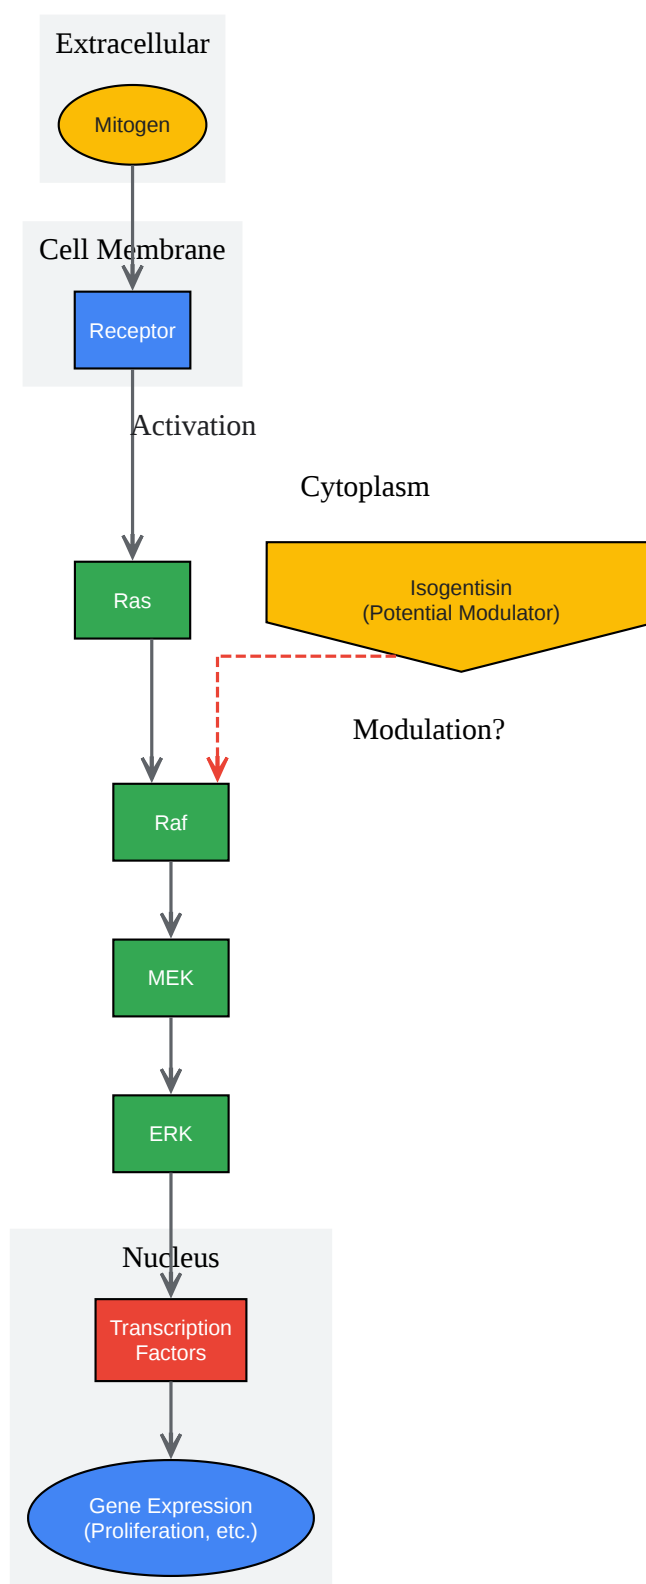 Extracellular
Mitogen
Cell Membrane
Receptor
Activation
Cytoplasm
Ras
Isogentisin
(Potential Modulator)
Modulation?
Raf
MEK
ERK
Nucleus
Transcription
Factors
Gene Expression
(Proliferation, etc.)